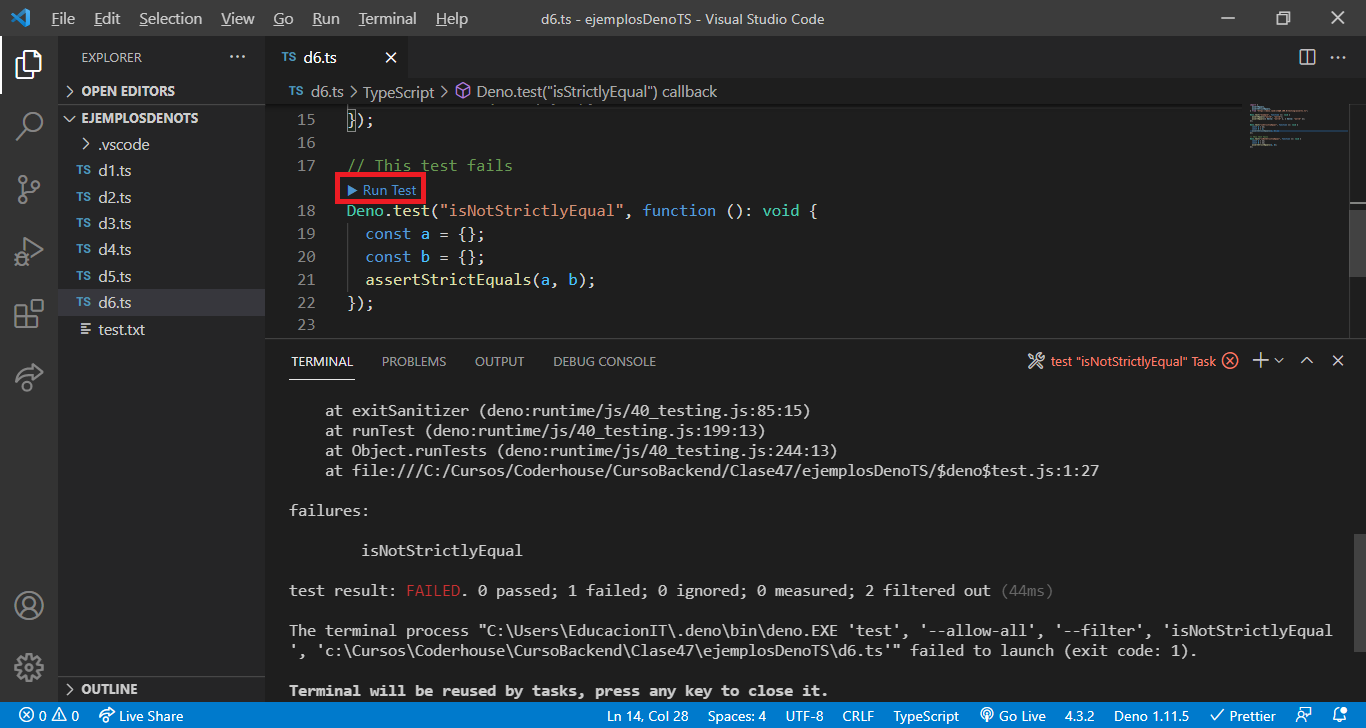 File Edit Selection View Go Run Terminal Help d6.ts - ejemplosDenoTS - Visual Studio Code
EXPLORER
OPEN EDITORS
EJEMPLOSDENOTS
.vscode
TS d1.ts
TS d2.ts
TS d3.ts
TS d4.ts
TS d5.ts
TS d6.ts
test.txt
OUTLINE
TS d6.ts
TS d6.ts > TypeScript > Deno.test("isStrictlyEqual") callback
15 });
16
17 // This test fails
Run Test
18 Deno.test("isNotStrictlyEqual", function (): void {
19 const a = {};
20 const b = {};
21 assertStrictEquals(a, b);
22 });
23
TERMINAL PROBLEMS OUTPUT DEBUG CONSOLE test "isNotStrictlyEqual" Task
at exitSanitizer (deno:runtime/js/40_testing.js:85:15)
at runTest (deno:runtime/js/40_testing.js:199:13)
at Object.runTests (deno:runtime/js/40_testing.js:244:13)
at file:///C:/Cursos/Coderhouse/CursoBackend/Clase47/ejemplosDenoTS/$deno$test.js:1:27
failures:
isNotStrictlyEqual
test result: FAILED. 0 passed; 1 failed; 0 ignored; 0 measured; 2 filtered out (44ms)
The terminal process "C:\Users\EducacionIT\.deno\bin\deno.EXE 'test', '--allow-all', '--filter', 'isNotStrictlyEqual
', 'c:\Cursos\Coderhouse\CursoBackend\Clase47\ejemplosDenoTS\d6.ts'" failed to launch (exit code: 1).
Terminal will be reused by tasks, press any key to close it.
0 0 Live Share Ln 14, Col 28 Spaces: 4 UTF-8 CRLF TypeScript Go Live 4.3.2 Deno 1.11.5 Prettier